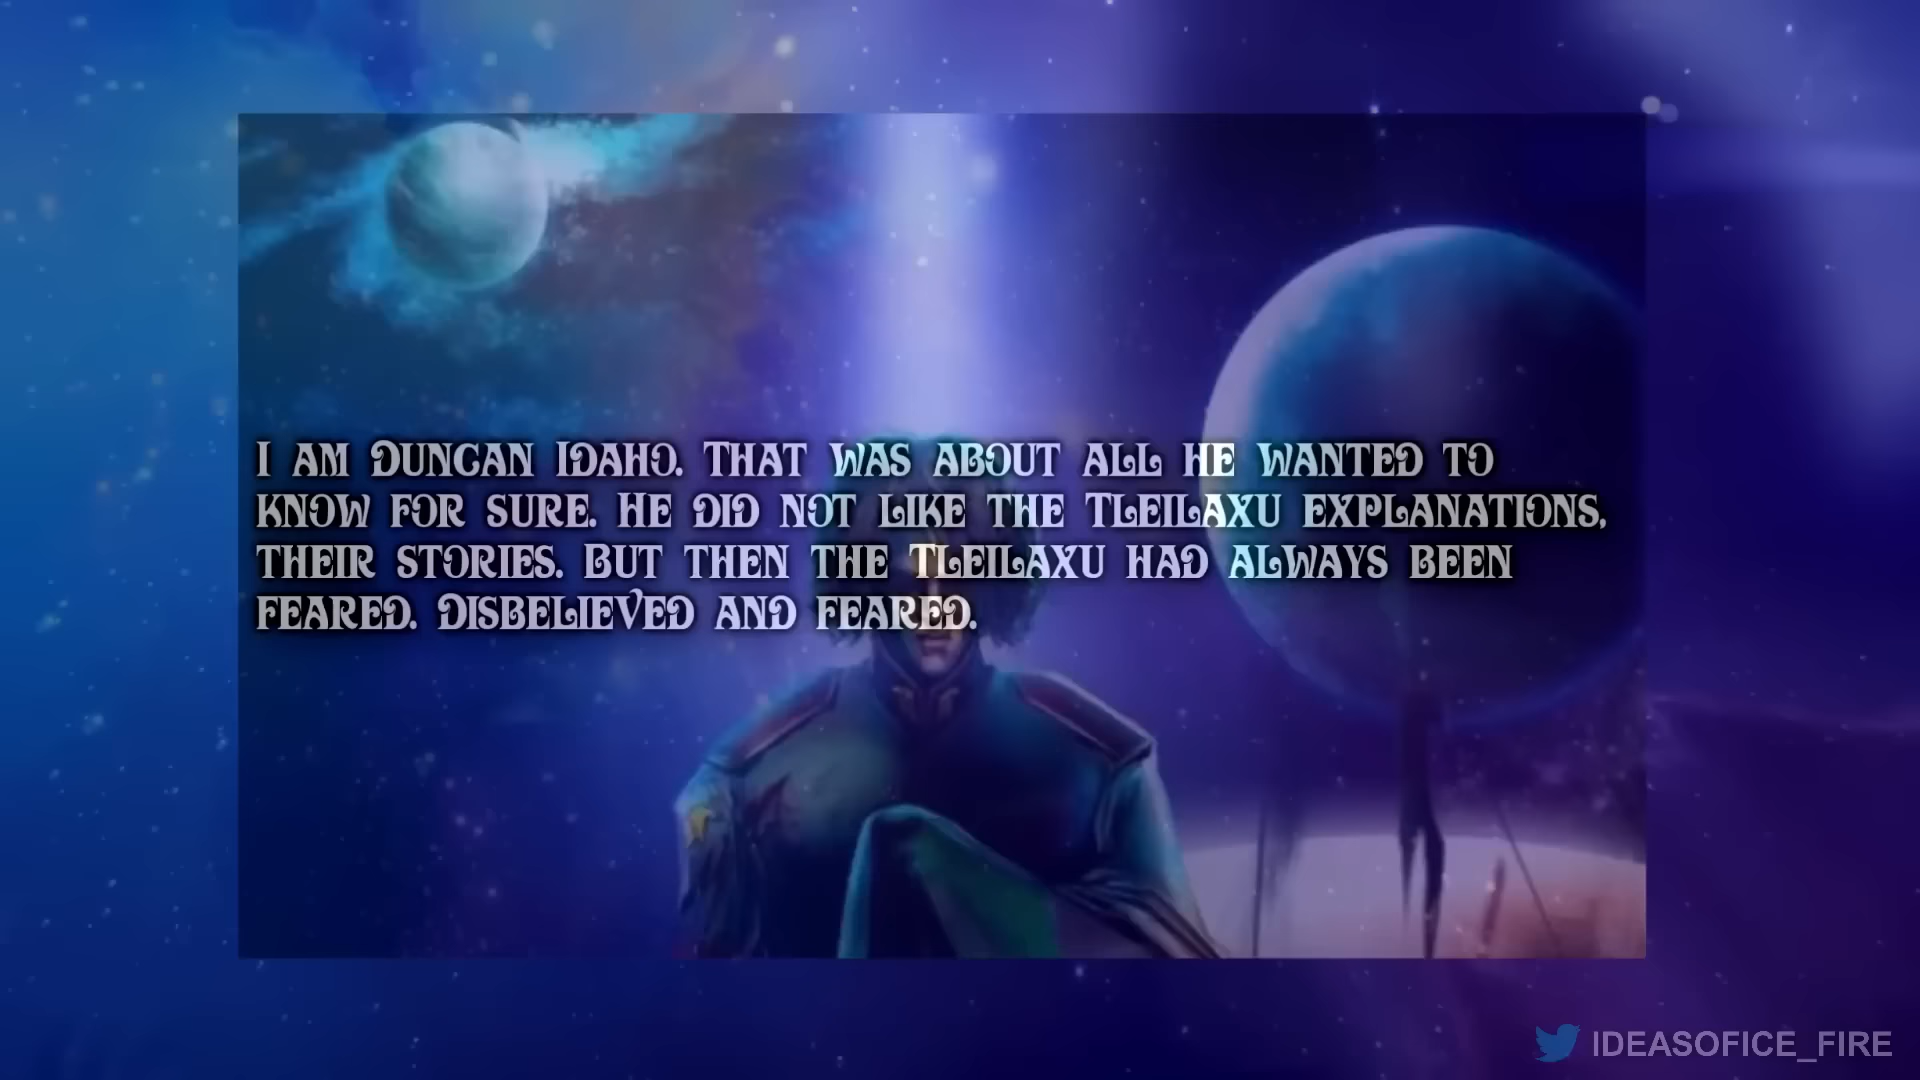 I am Duncan Idaho. That was about all he wanted to
know for sure. He did not like the Tleilaxu explanations,
their stories. But then the Tleilaxu had always been
feared. Disbelieved and feared.
IDEASOFICE_FIRE